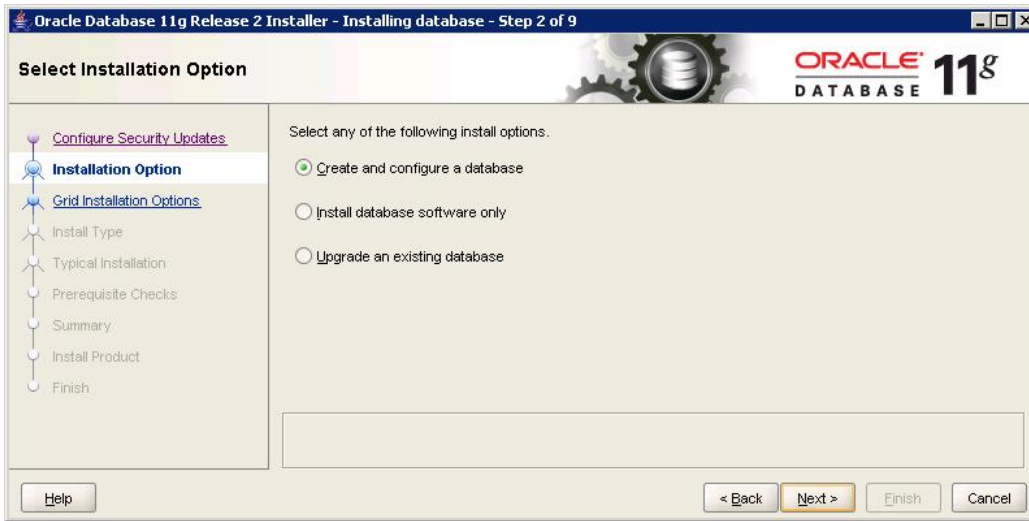 Oracle Database 11g Release 2 Installer - Installing database - Step 2 of 9
Select Installation Option
ORACLE
DATABASE
11g
Configure Security Updates
Installation Option
Grid Installation Options
Install Type
Typical Installation
Prerequisite Checks
Summary
Install Product
Finish
Select any of the following install options.
Create and configure a database
Install database software only
Upgrade an existing database
Help
< Back
Next >
Finish
Cancel